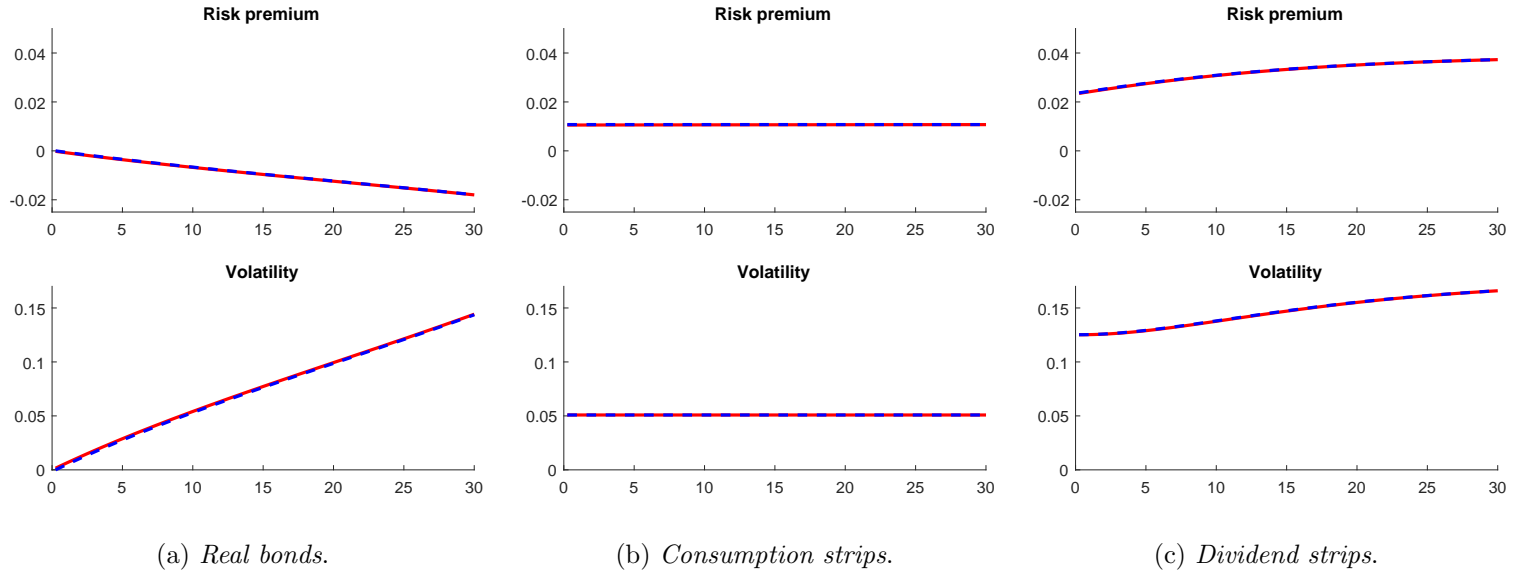 Risk premium
0.04
0.02
0
-0.02
0 5 10 15 20 25 30
Volatility
0.15
0.1
0.05
0
0 5 10 15 20 25 30
(a) Real bonds.
Risk premium
0.04
0.02
0
-0.02
0 5 10 15 20 25 30
Volatility
0.15
0.1
0.05
0
0 5 10 15 20 25 30
(b) Consumption strips.
Risk premium
0.04
0.02
0
-0.02
0 5 10 15 20 25 30
Volatility
0.15
0.1
0.05
0
0 5 10 15 20 25 30
(c) Dividend strips.